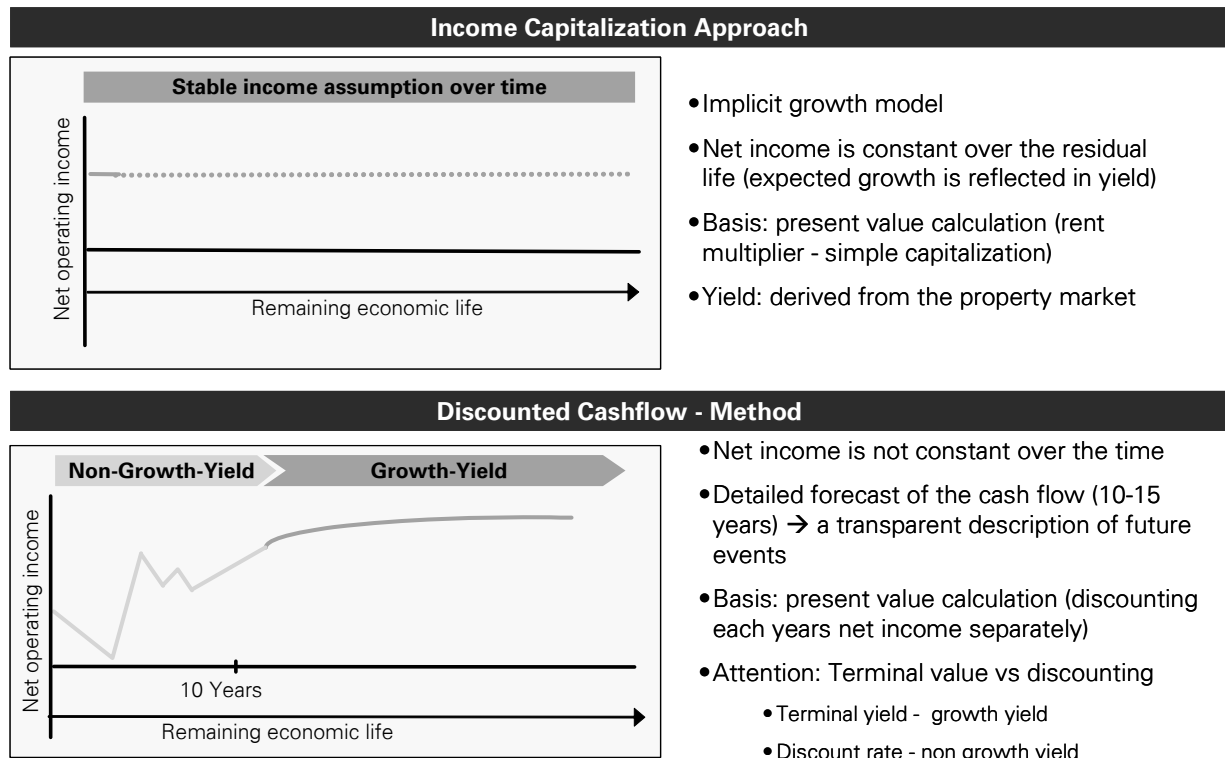 Income Capitalization Approach
Stable income assumption over time
Net operating income
Remaining economic life
•Implicit growth model
•Net income is constant over the residual
life (expected growth is reflected in yield)
•Basis: present value calculation (rent
multiplier - simple capitalization)
•Yield: derived from the property market
Discounted Cashflow - Method
Non-Growth-Yield
Growth-Yield
Net operating income
10 Years
Remaining economic life
•Net income is not constant over the time
•Detailed forecast of the cash flow (10-15
years) → a transparent description of future
events
•Basis: present value calculation (discounting
each years net income separately)
•Attention: Terminal value vs discounting
•Terminal yield - growth yield
•Discount rate - non growth yield